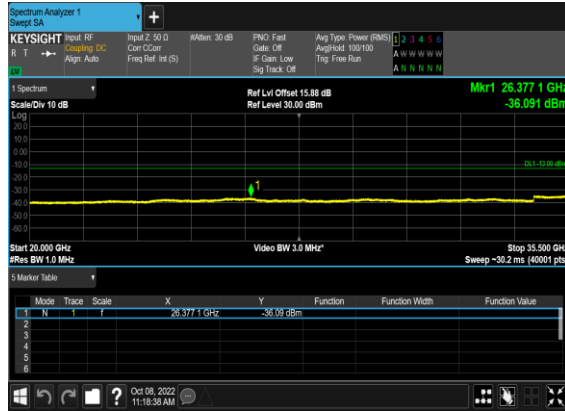 Spectrum Analyzer 1
Swept SA
+
KEYSIGHT Input: RF Input Z: 50 Ω #Atten: 30 dB PNO: Fast Avg Type: Power (RMS) 1 2 3 4 5 6
R T Coupling: DC Corr CCorr Gate: Off Avg|Hold: 100/100 A W W W W W
Align: Auto Freq Ref: Int (S) IF Gain: Low Trig: Free Run
Sig Track: Off A N N N N N
1 Spectrum Ref Lvl Offset 15.88 dB Mkr1 26.377 1 GHz
Scale/Div 10 dB Ref Level 30.00 dBm -36.091 dBm
Log
20.0
10.0
0.00
-10.0
DL1 -13.00 dBm
-20.0
1
-30.0
-40.0
-50.0
-60.0
Start 20.000 GHz Video BW 3.0 MHz* Stop 35.500 GHz
#Res BW 1.0 MHz Sweep ~30.2 ms (40001 pts)
5 Marker Table
Mode Trace Scale X Y Function Function Width Function Value
1 N 1 f 26.377 1 GHz -36.09 dBm
2
3
4
5
6
? Oct 08, 2022
11:18:38 AM